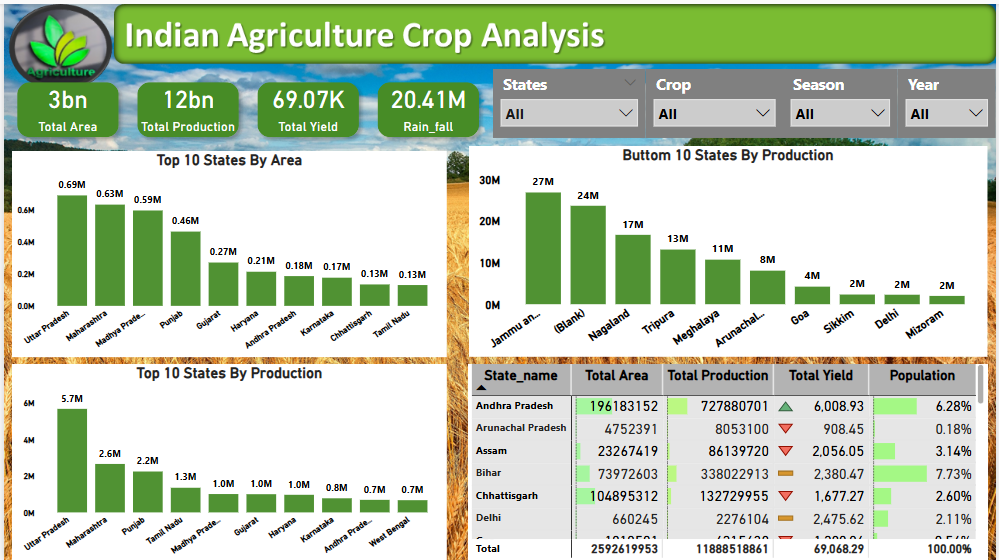 Indian Agriculture Crop Analysis
Agriculture
3bn
Total Area
12bn
Total Production
69.07K
Total Yield
20.41M
Rain_fall
States
All
Crop
All
Season
All
Year
All
Top 10 States By Area
0.6M
0.4M
0.2M
0.0M
0.69M
0.63M
0.59M
0.46M
0.27M
0.21M
0.18M
0.17M
0.13M
0.13M
Uttar Pradesh
Maharashtra
Madhya Prade...
Punjab
Gujarat
Haryana
Andhra Pradesh
Karnataka
Chhattisgarh
Tamil Nadu
Buttom 10 States By Production
30M
20M
10M
0M
27M
24M
17M
13M
11M
8M
4M
2M
2M
2M
Jammu an...
(Blank)
Nagaland
Tripura
Meghalaya
Arunachal...
Goa
Sikkim
Delhi
Mizoram
Top 10 States By Production
6M
4M
2M
0M
5.7M
2.6M
2.2M
1.3M
1.0M
1.0M
1.0M
0.8M
0.7M
0.7M
Uttar Pradesh
Maharashtra
Punjab
Tamil Nadu
Madhya Prade...
Gujarat
Haryana
Karnataka
Andhra Prade...
West Bengal
State_name Total Area Total Production Total Yield Population
Andhra Pradesh 196183152 727880701 6,008.93 6.28%
Arunachal Pradesh 4752391 8053100 908.45 0.18%
Assam 23267419 86139720 2,056.05 3.14%
Bihar 73972603 338022913 2,380.47 7.73%
Chhattisgarh 104895312 132729955 1,677.27 2.60%
Delhi 660245 2276104 2,475.62 2.11%
Total 2592619953 11888518861 69,068.29 100.00%